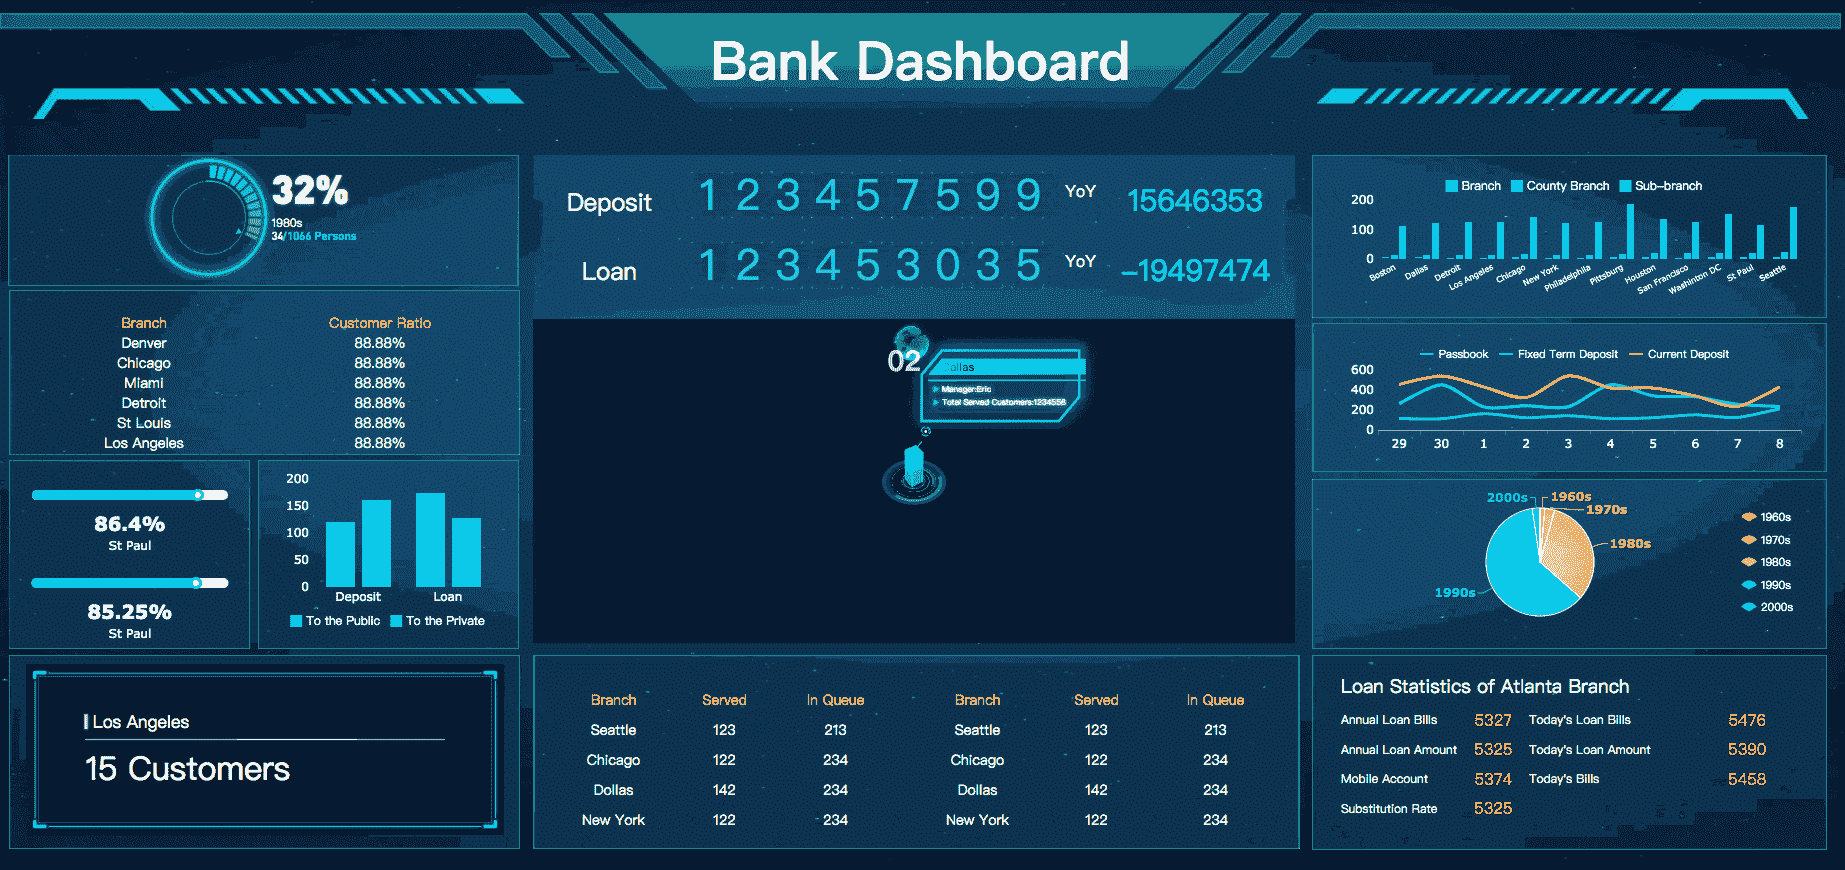 Bank Dashboard
32%
1980s
34/1066 Persons
Branch Customer Ratio
Denver 88.88%
Chicago 88.88%
Miami 88.88%
Detroit 88.88%
St Louis 88.88%
Los Angeles 88.88%
86.4%
St Paul
85.25%
St Paul
200
150
100
50
0
Deposit Loan
To the Public To the Private
Los Angeles
15 Customers
Deposit 1 2 3 4 5 7 5 9 9 YoY 15646353
Loan 1 2 3 4 5 3 0 3 5 YoY -19497474
02
Dollas
Manager:Eric
Total Served Customers:1234556
Branch Served In Queue Branch Served In Queue
Seattle 123 213 Seattle 123 213
Chicago 122 234 Chicago 122 234
Dollas 142 234 Dollas 142 234
New York 122 234 New York 122 234
Branch County Branch Sub-branch
200
100
0
Boston Dallas Detroit Los Angeles Chicago New York Philadelphia Pittsburg Houston San Francisco Washinton DC St Paul Seattle
Passbook Fixed Term Deposit Current Deposit
600
400
200
0
29 30 1 2 3 4 5 6 7 8
2000s 1960s
1970s
1980s
1990s
1960s
1970s
1980s
1990s
2000s
Loan Statistics of Atlanta Branch
Annual Loan Bills 5327 Today's Loan Bills 5476
Annual Loan Amount 5325 Today's Loan Amount 5390
Mobile Account 5374 Today's Bills 5458
Substitution Rate 5325